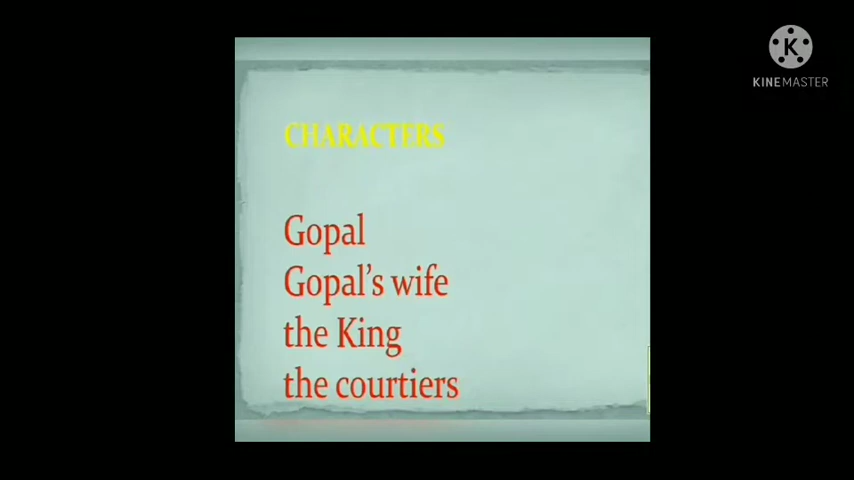 CHARACTERS
Gopal
Gopal's wife
the King
the courtiers
K
KINEMASTER